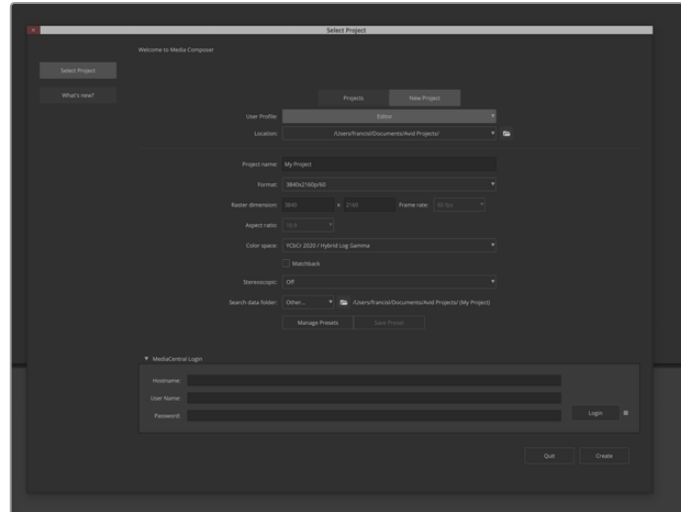 Select Project
Welcome to Media Composer
Select Project
What's new?
Projects New Project
User Profile: Editor
Location: /Users/francisl/Documents/Avid Projects/
Project name: My Project
Format: 3840x2160p/60
Raster dimension: 3840 x 2160 Frame rate: 60 fps
Aspect ratio: 16:9
Color space: YCbCr 2020 / Hybrid Log Gamma
Matchback
Stereoscopic: Off
Search data folder: Other... /Users/francisl/Documents/Avid Projects/ (My Project)
Manage Presets Save Preset
MediaCentral Login
Hostname:
User Name:
Password:
Login
Quit Create